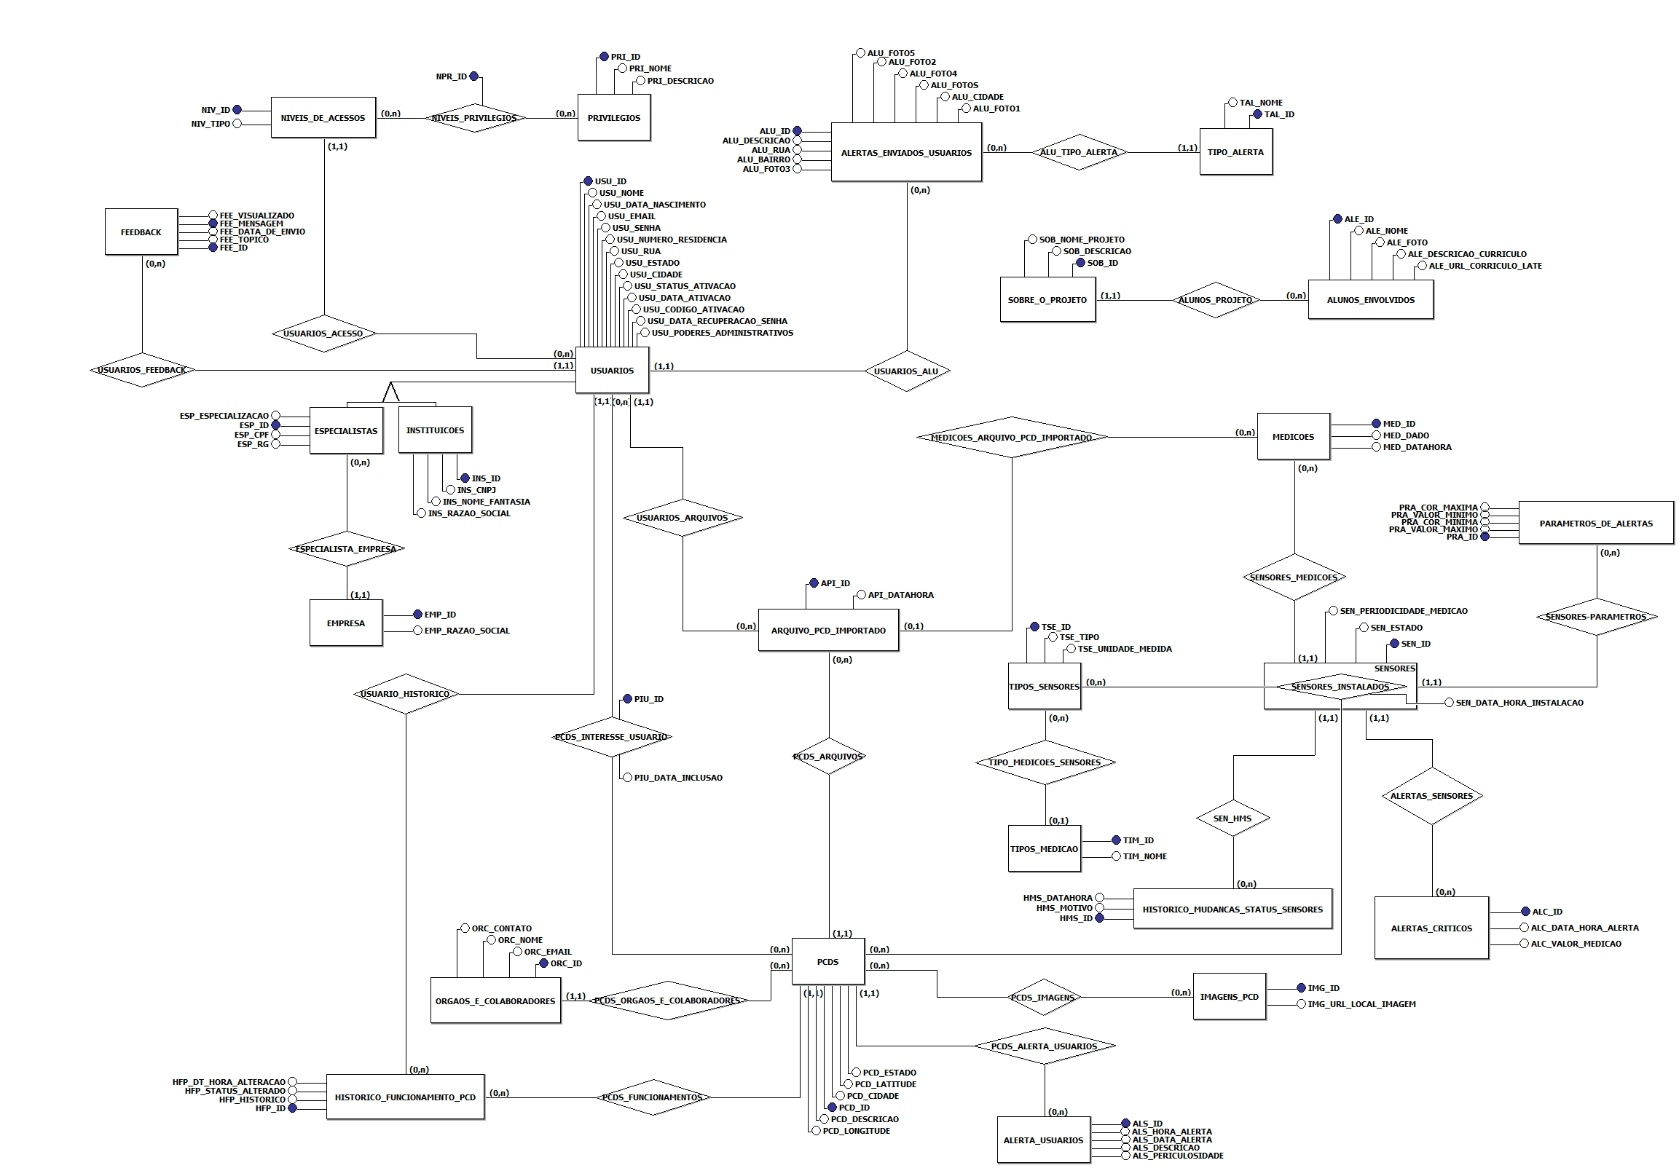 NIV_ID
NIV_TIPO
NIVEIS_DE_ACESSOS
(0,n)
(1,1)
NPR_ID
NIVEIS_PRIVILEGIOS
(0,n)
PRI_ID
PRI_NOME
PRI_DESCRICAO
PRIVILEGIOS
ALU_FOTO5
ALU_FOTO2
ALU_FOTO4
ALU_FOTOS
ALU_CIDADE
ALU_FOTO1
ALU_ID
ALU_DESCRICAO
ALU_RUA
ALU_BAIRRO
ALU_FOTO3
ALERTAS_ENVIADOS_USUARIOS
(0,n)
(0,n)
ALU_TIPO_ALERTA
(1,1)
TAL_NOME
TAL_ID
TIPO_ALERTA
FEEDBACK
FEE_VISUALIZADO
FEE_MENSAGEM
FEE_DATA_DE_ENVIO
FEE_TOPICO
FEE_ID
(0,n)
USUARIOS_ACESSO
USUARIOS_FEEDBACK
USU_ID
USU_NOME
USU_DATA_NASCIMENTO
USU_EMAIL
USU_SENHA
USU_NUMERO_RESIDENCIA
USU_RUA
USU_ESTADO
USU_CIDADE
USU_STATUS_ATIVACAO
USU_DATA_ATIVACAO
USU_CODIGO_ATIVACAO
USU_DATA_RECUPERACAO_SENHA
USU_PODERES_ADMINISTRATIVOS
(0,n)
(1,1)
USUARIOS
(1,1)
USUARIOS_ALU
(1,1)
(0,n)
(1,1)
SOB_NOME_PROJETO
SOB_DESCRICAO
SOB_ID
SOBRE_O_PROJETO
(1,1)
ALUNOS_PROJETO
(0,n)
ALE_ID
ALE_NOME
ALE_FOTO
ALE_DESCRICAO_CURRICULO
ALE_URL_CORRICULO_LATE
ALUNOS_ENVOLVIDOS
ESP_ESPECIALIZACAO
ESP_ID
ESP_CPF
ESP_RG
ESPECIALISTAS
(0,n)
INSTITUICOES
INS_ID
INS_CNPJ
INS_NOME_FANTASIA
INS_RAZAO_SOCIAL
ESPECIALISTA_EMPRESA
(1,1)
EMPRESA
EMP_ID
EMP_RAZAO_SOCIAL
USUARIOS_ARQUIVOS
MEDICOES_ARQUIVO_PCD_IMPORTADO
(0,n)
MEDICOES
MED_ID
MED_DADO
MED_DATAHORA
(0,n)
SENSORES_MEDICOES
(1,1)
PRA_COR_MAXIMA
PRA_VALOR_MINIMO
PRA_COR_MINIMA
PRA_VALOR_MAXIMO
PRA_ID
PARAMETROS_DE_ALERTAS
(0,n)
SENSORES-PARAMETROS
API_ID
API_DATAHORA
(0,n)
ARQUIVO_PCD_IMPORTADO
(0,1)
(0,n)
TSE_ID
TSE_TIPO
TSE_UNIDADE_MEDIDA
TIPOS_SENSORES
(0,n)
(0,n)
SEN_PERIODICIDADE_MEDICAO
SEN_ESTADO
SEN_ID
SENSORES
SENSORES_INSTALADOS
(1,1)
SEN_DATA_HORA_INSTALACAO
(1,1)
(1,1)
USUARIO_HISTORICO
PIU_ID
PCDS_INTERESSE_USUARIO
PIU_DATA_INCLUSAO
PCDS_ARQUIVOS
TIPO_MEDICOES_SENSORES
(0,1)
TIPOS_MEDICAO
TIM_ID
TIM_NOME
SEN_HMS
ALERTAS_SENSORES
HMS_DATAHORA
HMS_MOTIVO
HMS_ID
(0,n)
HISTORICO_MUDANCAS_STATUS_SENSORES
(0,n)
ALERTAS_CRITICOS
ALC_ID
ALC_DATA_HORA_ALERTA
ALC_VALOR_MEDICAO
ORC_CONTATO
ORC_NOME
ORC_EMAIL
ORC_ID
ORGAOS_E_COLABORADORES
(1,1)
PCDS_ORGAOS_E_COLABORADORES
(1,1)
(0,n)
(0,n)
PCDS
(0,n)
(0,n)
(1,1)
(1,1)
PCDS_IMAGENS
(0,n)
IMAGENS_PCD
IMG_ID
IMG_URL_LOCAL_IMAGEM
PCDS_ALERTA_USUARIOS
PCD_ESTADO
PCD_LATITUDE
PCD_CIDADE
PCD_ID
PCD_DESCRICAO
PCD_LONGITUDE
HFP_DT_HORA_ALTERACAO
HFP_STATUS_ALTERADO
HFP_HISTORICO
HFP_ID
(0,n)
HISTORICO_FUNCIONAMENTO_PCD
(0,n)
PCDS_FUNCIONAMENTOS
(0,n)
ALERTA_USUARIOS
ALS_ID
ALS_HORA_ALERTA
ALS_DATA_ALERTA
ALS_DESCRICAO
ALS_PERICULOSIDADE